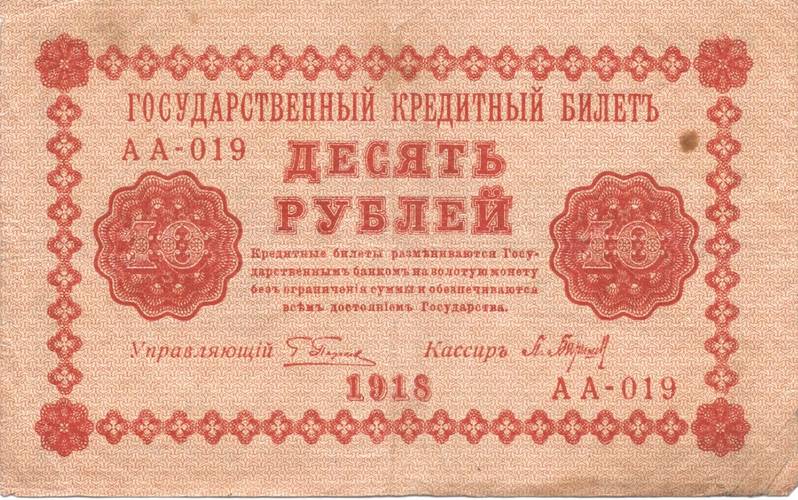 ГОСУДАРСТВЕННЫЙ КРЕДИТНЫЙ БИЛЕТЪ
АА-019
ДЕСЯТЬ
РУБЛЕЙ
10
10
Кредитные билеты размѣниваются Госу-
дарственнымъ банкомъ на золотую монету
безъ ограниченія суммы и обезпечиваются
всѣмъ достояніемъ Государства.
Управляющій
Кассиръ
1918
АА-019